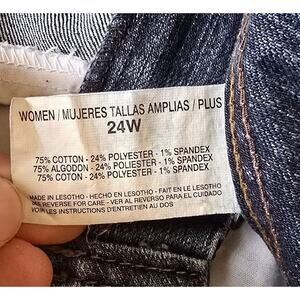 WOMEN / MUJERES TALLAS AMPLIAS / PLUS
24W
75% COTTON - 24% POLYESTER - 1% SPANDEX
75% ALGODON - 24% POLYESTER - 1% SPANDEX
75% COTON - 24% POLYESTER - 1% SPANDEX
MADE IN LESOTHO - HECHO EN LESOTHO - FAIT EN LE LESOTHO
SEE REVERSE FOR CARE - VER AL REVERSO PARA EL CUIDADO
VOIR LES INSTRUCTIONS D'ENTRETIEN AU DOS